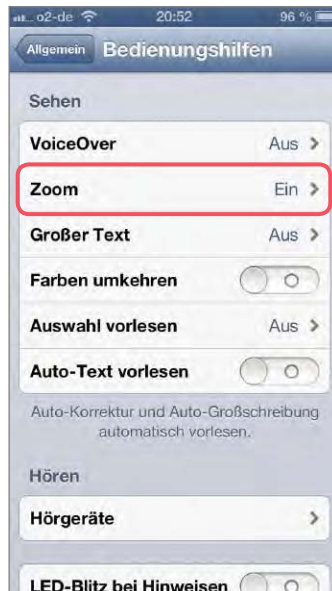 o2-de 20:52 96 %
Allgemein Bedienungshilfen
Sehen
VoiceOver Aus
Zoom Ein
Großer Text Aus
Farben umkehren
Auswahl vorlesen Aus
Auto-Text vorlesen
Auto-Korrektur und Auto-Großschreibung
automatisch vorlesen.
Hören
Hörgeräte
LED-Blitz bei Hinweisen